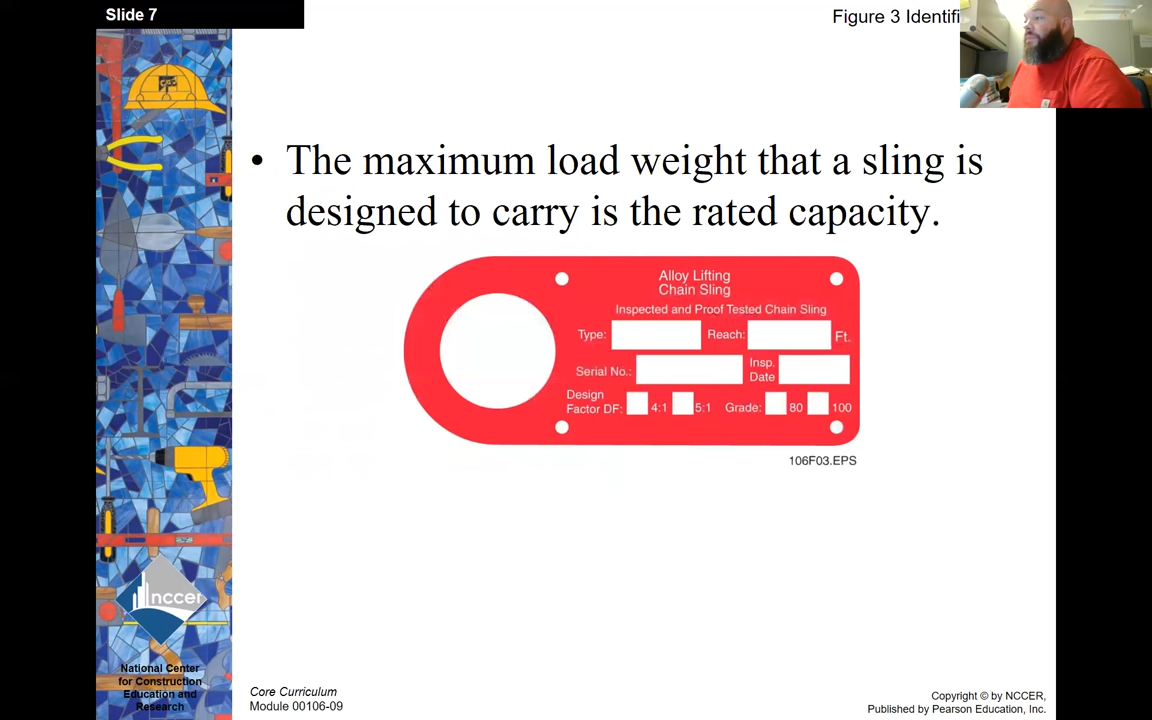 Slide 7
Figure 3 Identifi
• The maximum load weight that a sling is
designed to carry is the rated capacity.
Alloy Lifting
Chain Sling
Inspected and Proof Tested Chain Sling
Type: Reach: Ft.
Serial No.: Insp. Date
Design
Factor DF: 4:1 5:1 Grade: 80 100
106F03.EPS
nccer
National Center
for Construction
Education and
Research
Core Curriculum
Module 00106-09
Copyright © by NCCER,
Published by Pearson Education, Inc.